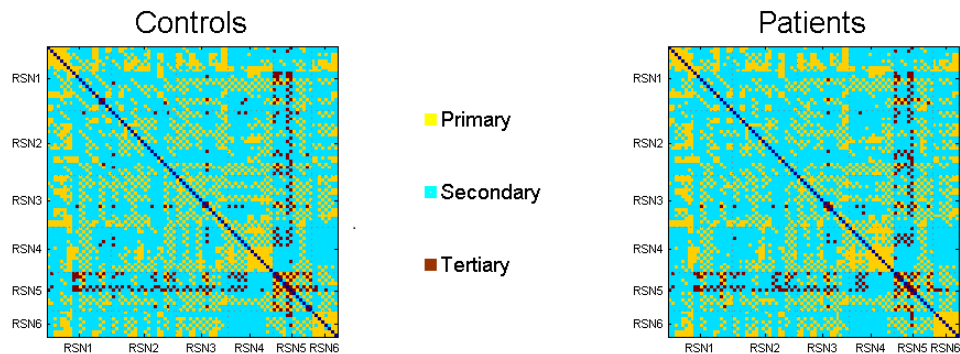 Controls
Patients
RSN1
RSN2
RSN3
RSN4
RSN5
RSN6
RSN1 RSN2 RSN3 RSN4 RSN5 RSN6
Primary
Secondary
Tertiary
RSN1
RSN2
RSN3
RSN4
RSN5
RSN6
RSN1 RSN2 RSN3 RSN4 RSN5 RSN6